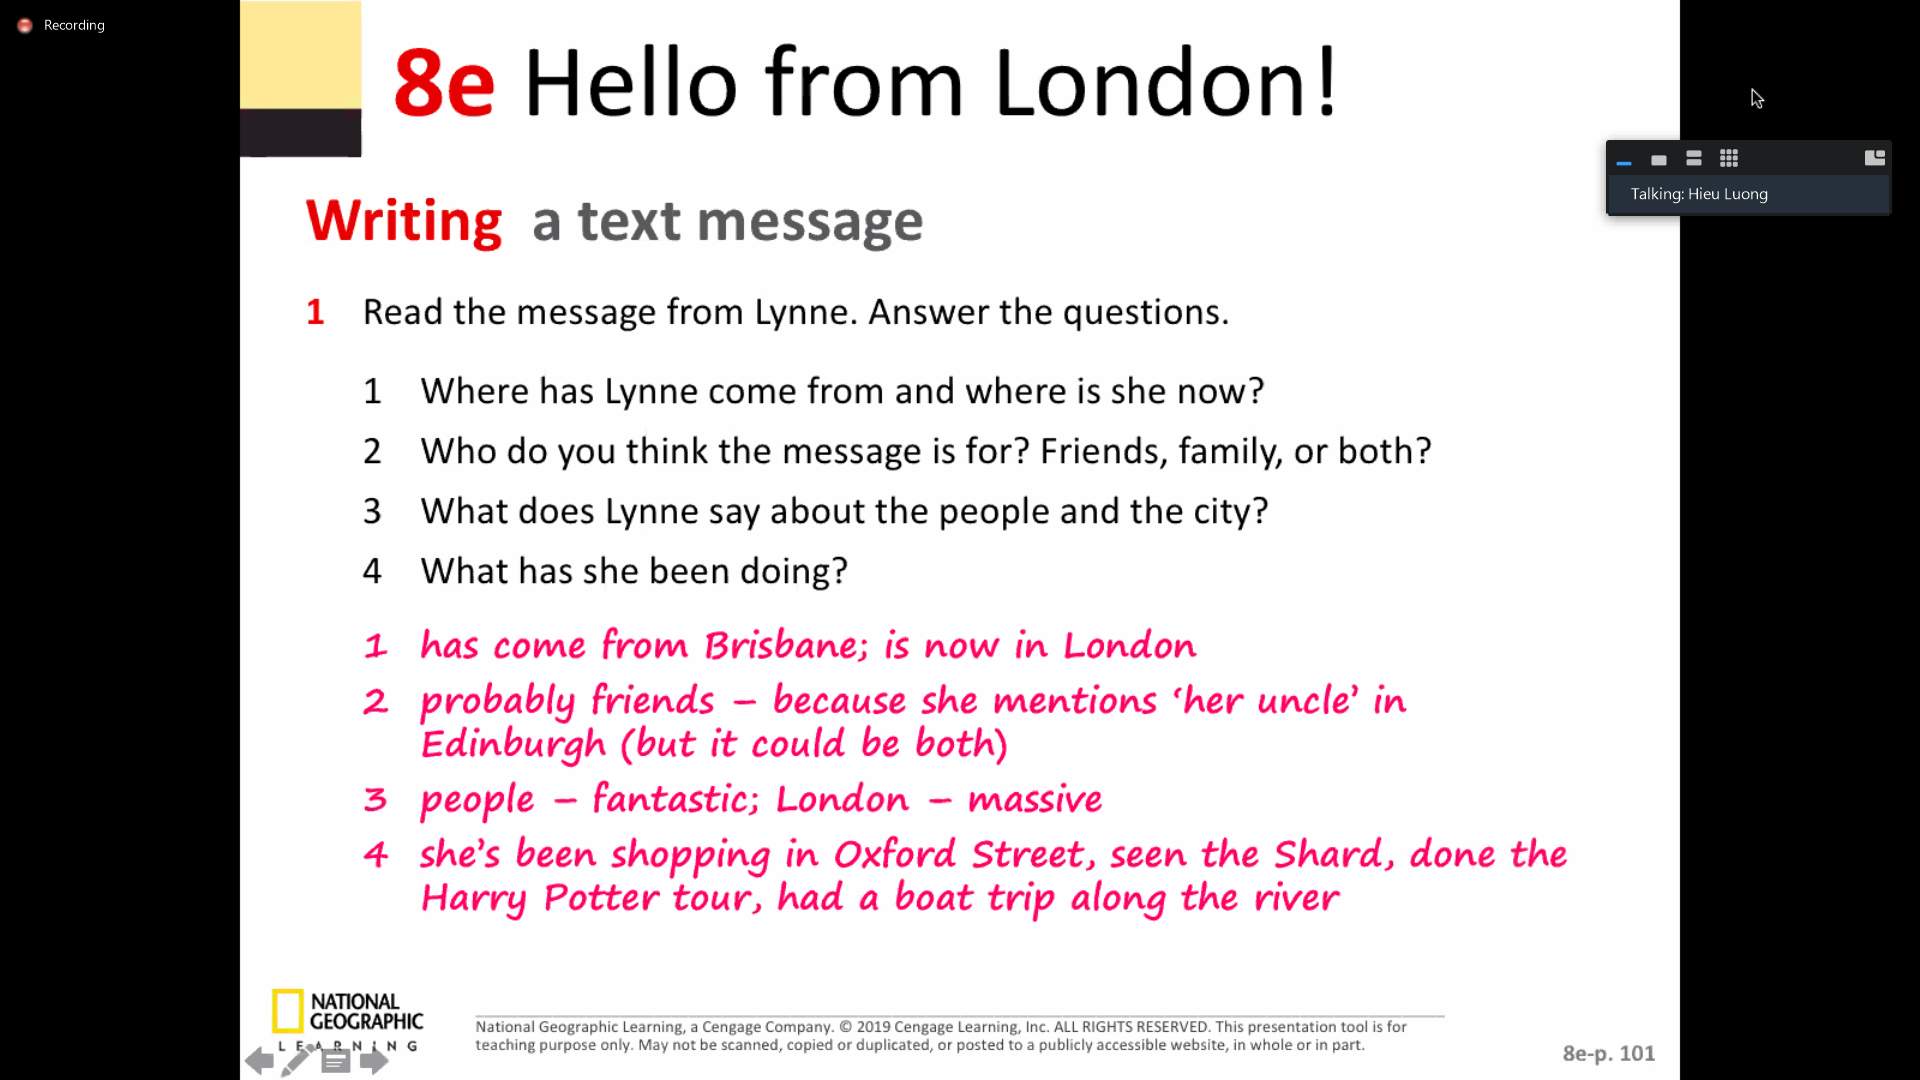 Recording
8e Hello from London!
Talking: Hieu Luong
Writing a text message
1 Read the message from Lynne. Answer the questions.
1 Where has Lynne come from and where is she now?
2 Who do you think the message is for? Friends, family, or both?
3 What does Lynne say about the people and the city?
4 What has she been doing?
1 has come from Brisbane; is now in London
2 probably friends – because she mentions ‘her uncle’ in
Edinburgh (but it could be both)
3 people – fantastic; London – massive
4 she’s been shopping in Oxford Street, seen the Shard, done the
Harry Potter tour, had a boat trip along the river
NATIONAL
GEOGRAPHIC
LEARNING
National Geographic Learning, a Cengage Company. © 2019 Cengage Learning, Inc. ALL RIGHTS RESERVED. This presentation tool is for
teaching purpose only. May not be scanned, copied or duplicated, or posted to a publicly accessible website, in whole or in part.
8e-p. 101